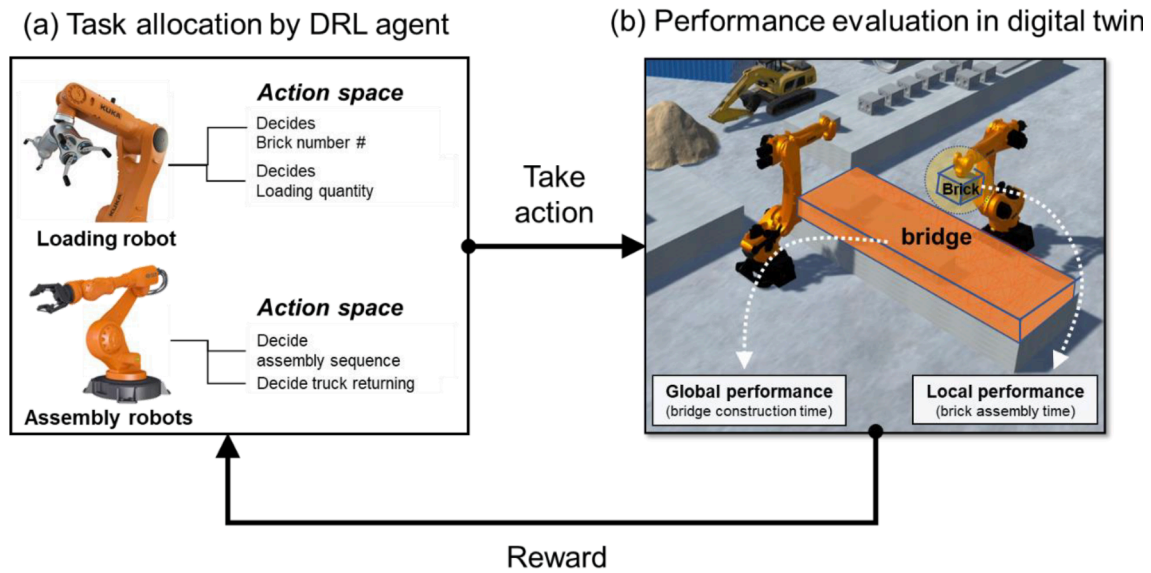 (a) Task allocation by DRL agent
KUKA
KUKA
Loading robot
Action space
Decides
Brick number #
Decides
Loading quantity
Assembly robots
Action space
Decide
assembly sequence
Decide truck returning
Take
action
(b) Performance evaluation in digital twin
Brick
bridge
Global performance
(bridge construction time)
Local performance
(brick assembly time)
Reward